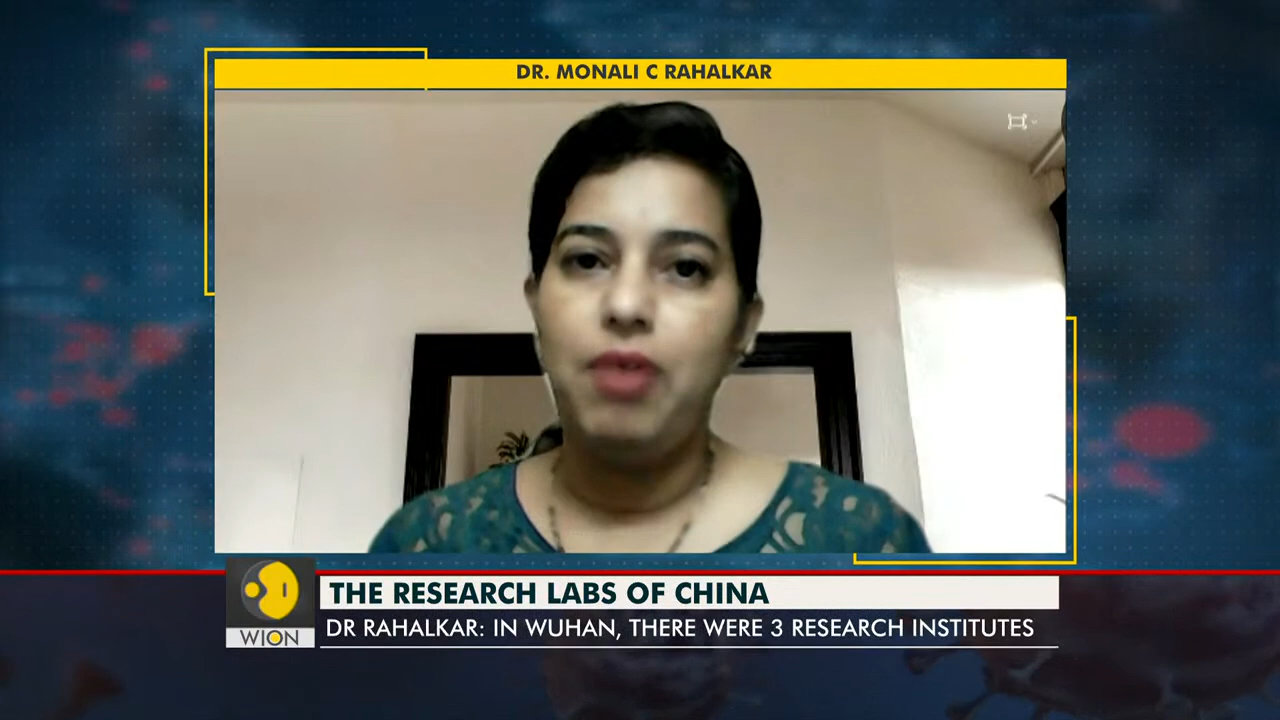 DR. MONALI C RAHALKAR
THE RESEARCH LABS OF CHINA
DR RAHALKAR: IN WUHAN, THERE WERE 3 RESEARCH INSTITUTES
WION